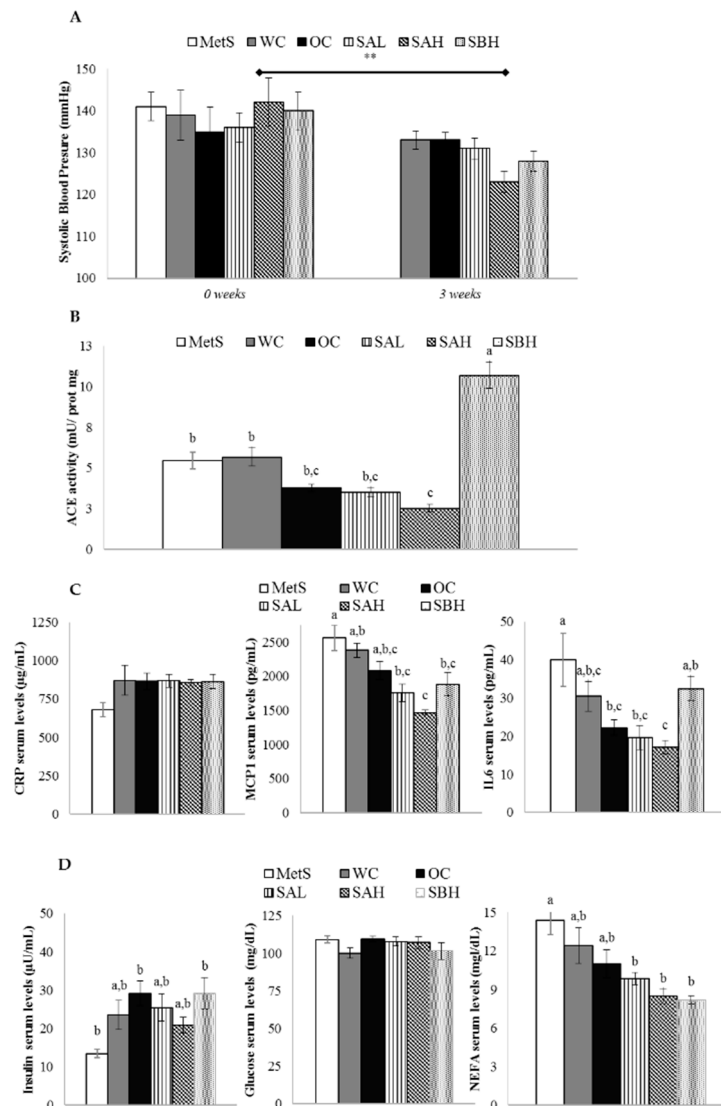 A
MetS WC OC SAL SAH SBH
**
150
140
130
120
110
100
Systolic Blood Presure (mmHg)
0 weeks 3 weeks
B
MetS WC OC SAL SAH SBH
13
10
8
5
3
0
ACE activity (mU/ prot mg
b b b,c b,c c a
C
MetS WC OC
SAL SAH SBH
1250
1000
750
500
250
0
CRP serum levels (µg/mL)
2500
2000
1500
1000
500
0
MCP1 serum levels (pg/mL)
a a,b a,b,c b,c c b,c
50
40
30
20
10
0
IL6 serum levels (pg/mL)
a a,b,c b,c b,c c a,b
D
MetS WC OC
SAL SAH SBH
50
40
30
20
10
0
Insulin serum levels (µU/mL)
b a,b b a,b a,b b
125
100
75
50
25
0
Glucose serum levels (mg/dL)
15
12
9
6
3
0
NEFA serum levels (mgl/dL)
a a,b a,b b b b